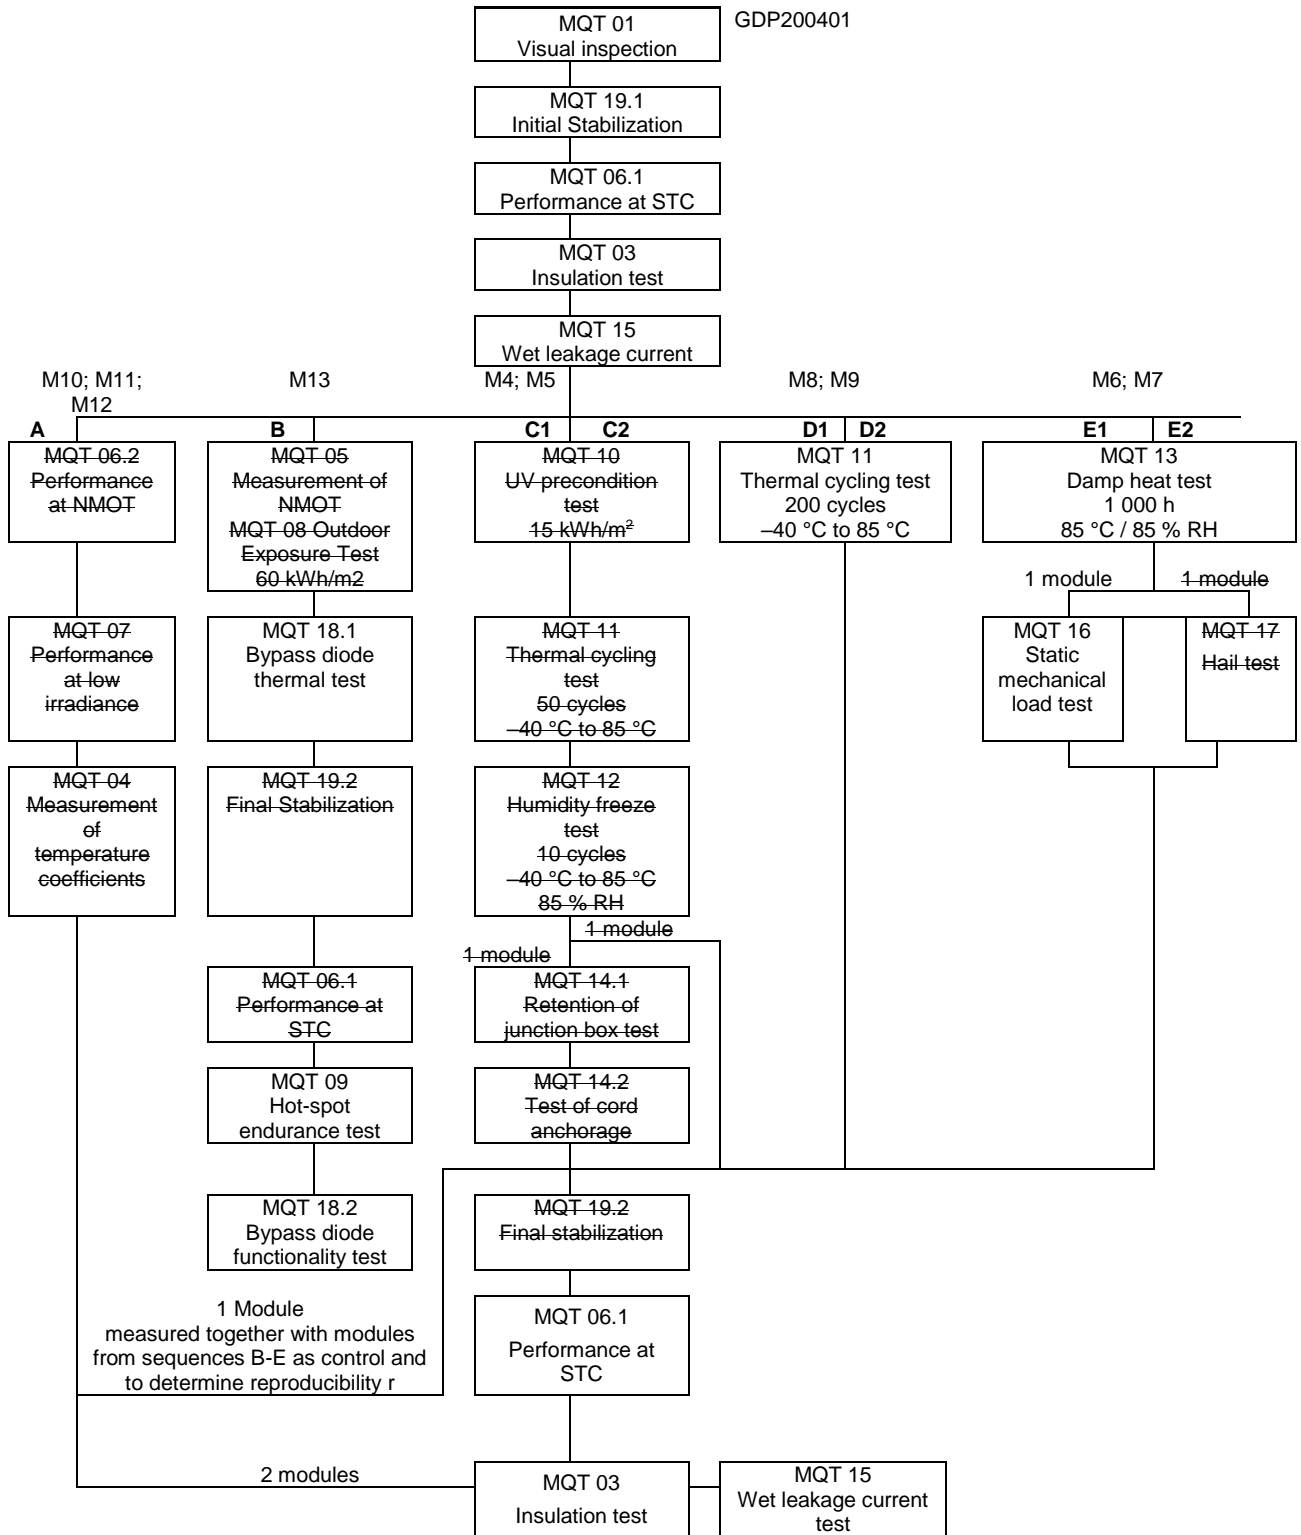 MQT 01
Visual inspection
GDP200401
MQT 19.1
Initial Stabilization
MQT 06.1
Performance at STC
MQT 03
Insulation test
MQT 15
Wet leakage current
M10; M11;
M12
M13
M4; M5
M8; M9
M6; M7
A
B
C1
C2
D1
D2
E1
E2
MQT 06.2
Performance
at NMOT
MQT 05
Measurement of
NMOT
MQT 08 Outdoor
Exposure Test
60 kWh/m2
MQT 10
UV precondition
test
15 kWh/m²
MQT 11
Thermal cycling test
200 cycles
–40 °C to 85 °C
MQT 13
Damp heat test
1 000 h
85 °C / 85 % RH
1 module
1 module
MQT 07
Performance
at low
irradiance
MQT 18.1
Bypass diode
thermal test
MQT 11
Thermal cycling
test
50 cycles
–40 °C to 85 °C
MQT 16
Static
mechanical
load test
MQT 17
Hail test
MQT 04
Measurement
of
temperature
coefficients
MQT 19.2
Final Stabilization
MQT 12
Humidity freeze
test
10 cycles
–40 °C to 85 °C
85 % RH
1 module
1 module
MQT 06.1
Performance at
STC
MQT 14.1
Retention of
junction box test
MQT 09
Hot-spot
endurance test
MQT 14.2
Test of cord
anchorage
MQT 18.2
Bypass diode
functionality test
MQT 19.2
Final stabilization
1 Module
measured together with modules
from sequences B-E as control and
to determine reproducibility r
MQT 06.1
Performance at
STC
2 modules
MQT 03
Insulation test
MQT 15
Wet leakage current
test